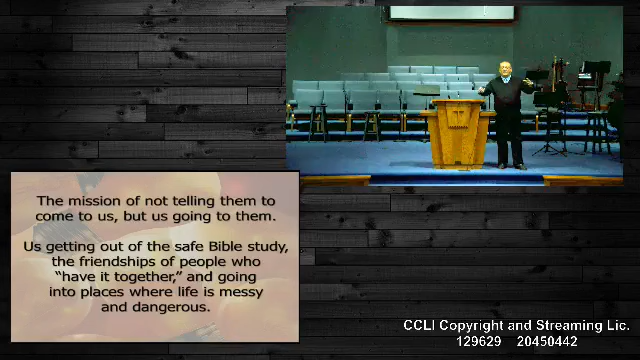 The mission of not telling them to
come to us, but us going to them.
Us getting out of the safe Bible study,
the friendships of people who
“have it together,” and going
into places where life is messy
and dangerous.
CCLI Copyright and Streaming Lic.
129629 20450442